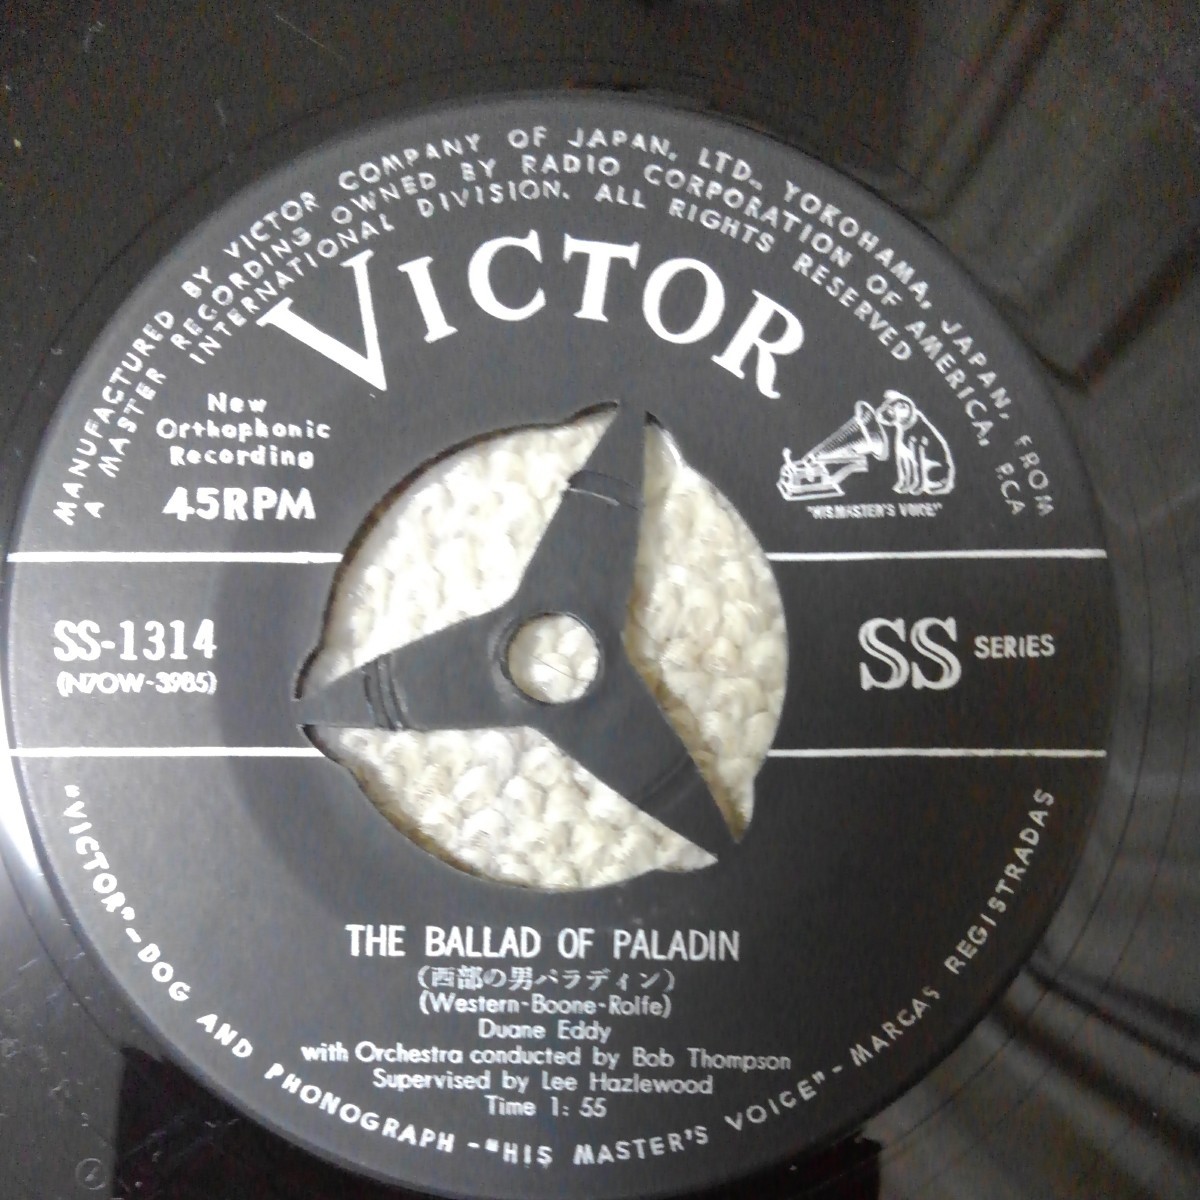 MANUFACTURED BY VICTOR COMPANY OF JAPAN, LTD. YOKOHAMA, JAPAN, FROM
A MASTER RECORDING OWNED BY RADIO CORPORATION OF AMERICA, RCA
INTERNATIONAL DIVISION. ALL RIGHTS RESERVED
VICTOR
New
Orthophonic
Recording
45RPM
"HIS MASTER'S VOICE"
SS-1314
(N7OW-3985)
SS SERIES
THE BALLAD OF PALADIN
(西部の男パラディン)
(Western-Boone-Rolfe)
Duane Eddy
with Orchestra conducted by Bob Thompson
Supervised by Lee Hazlewood
Time 1: 55
"VICTOR"-DOG AND PHONOGRAPH-"HIS MASTER'S VOICE"-MARCAS REGISTRADAS